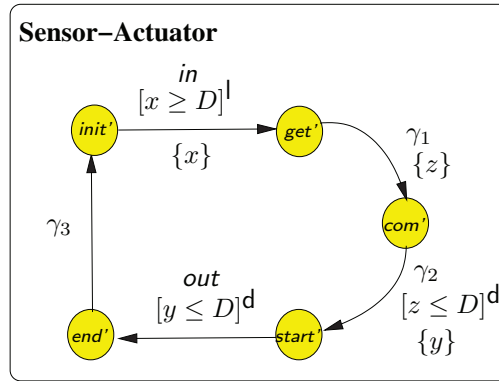 Sensor–Actuator
in
[x ≥ D]ˡ
init'
get'
{x}
γ₁
{z}
com'
γ₃
γ₂
out
[z ≤ D]ᵈ
[y ≤ D]ᵈ
{y}
end'
start'